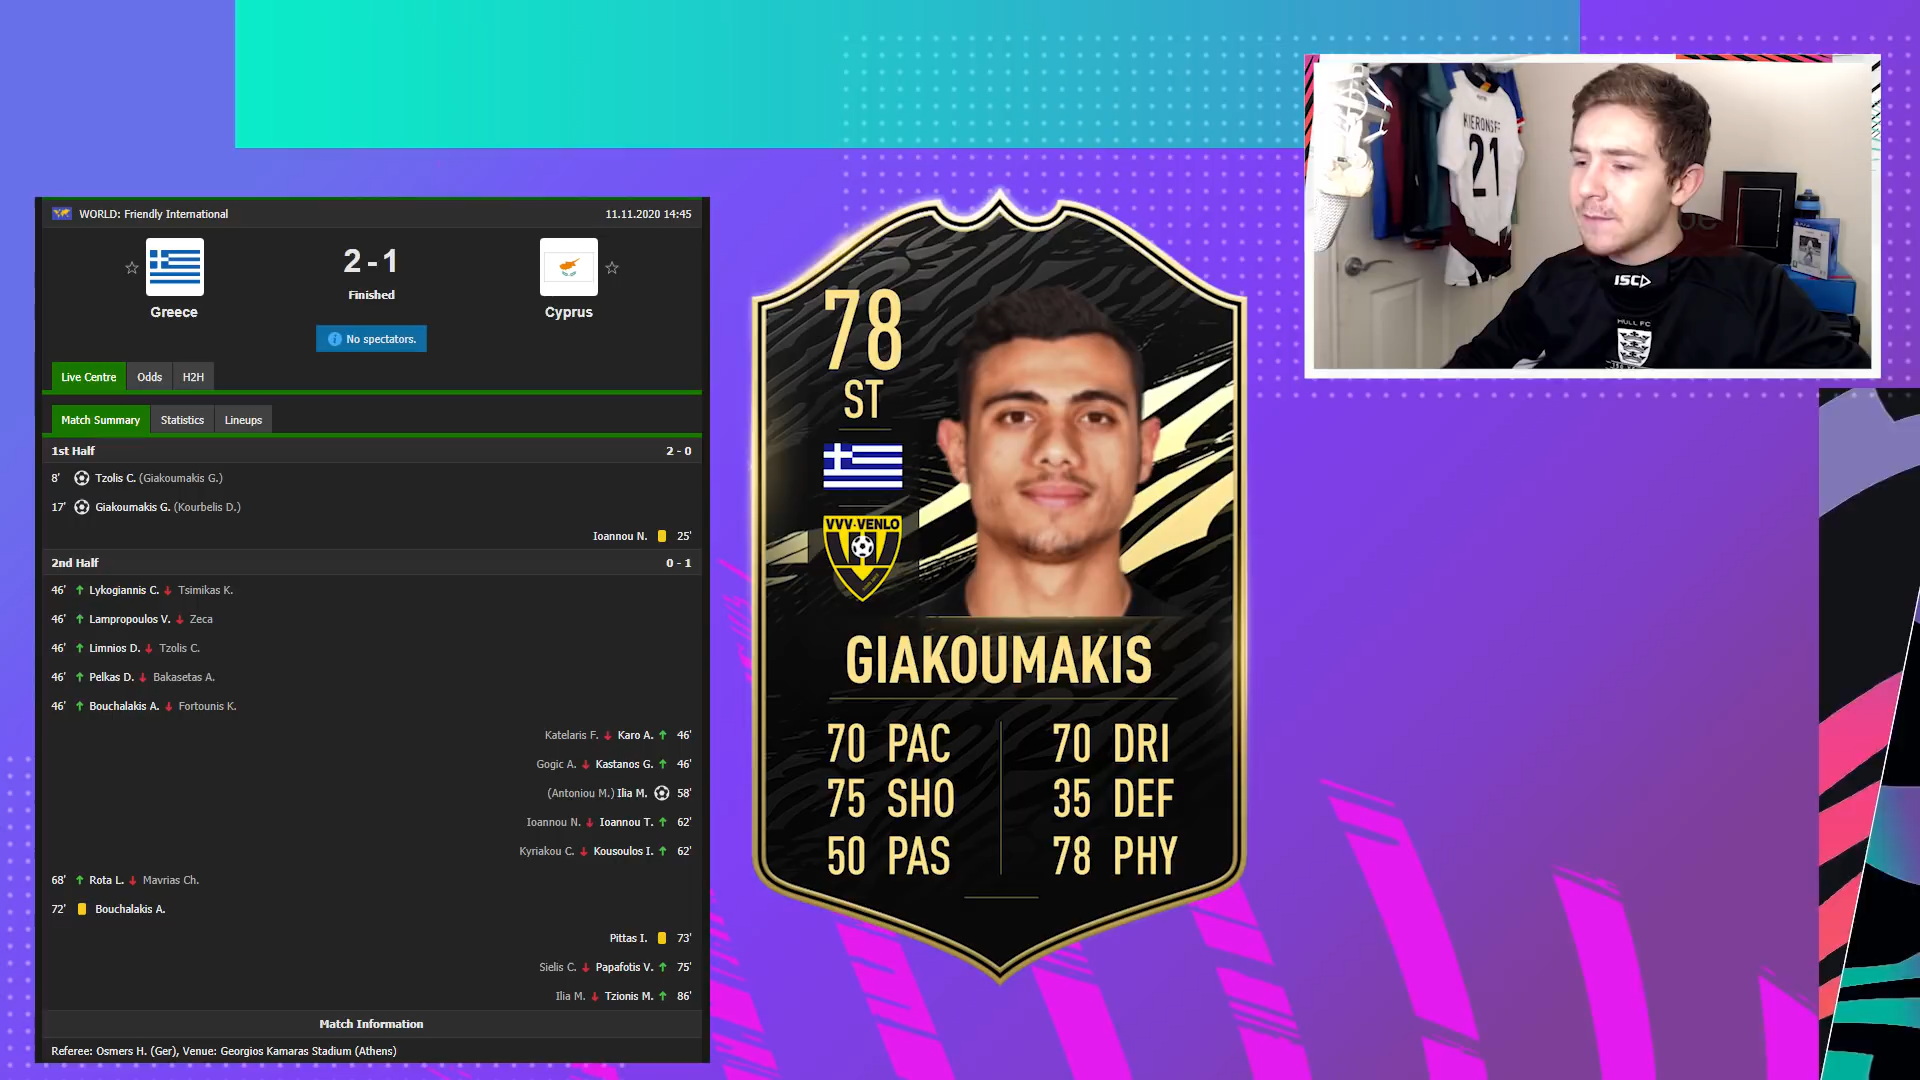 WORLD: Friendly International 11.11.2020 14:45
2 - 1
Finished
Greece Cyprus
No spectators.
Live Centre Odds H2H
Match Summary Statistics Lineups
1st Half 2 - 0
8' Tzolis C. (Giakoumakis G.)
17' Giakoumakis G. (Kourbelis D.)
Ioannou N. 25'
2nd Half 0 - 1
46' Lykogiannis C. Tsimikas K.
46' Lampropoulos V. Zeca
46' Limnios D. Tzolis C.
46' Pelkas D. Bakasetas A.
46' Bouchalakis A. Fortounis K.
Katelaris F. Karo A. 46'
Gogic A. Kastanos G. 46'
(Antoniou M.) Ilia M. 58'
Ioannou N. Ioannou T. 62'
Kyriakou C. Kousoulos I. 62'
68' Rota L. Mavrias Ch.
72' Bouchalakis A.
Pittas I. 73'
Sielis C. Papafotis V. 75'
Ilia M. Tzionis M. 86'
Match Information
Referee: Osmers H. (Ger), Venue: Georgios Kamaras Stadium (Athens)
78
ST
VVV-VENLO
GIAKOUMAKIS
70 PAC 70 DRI
75 SHO 35 DEF
50 PAS 78 PHY
21
ISC
HULL FC